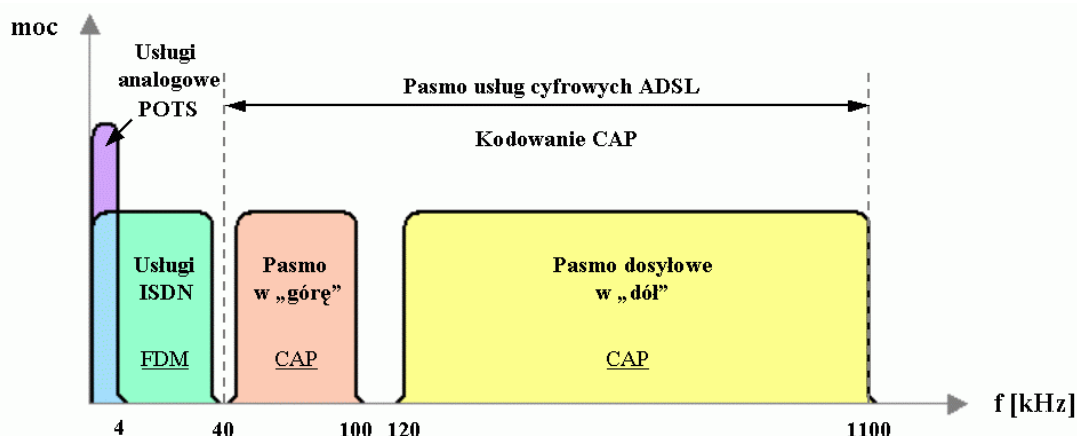 moc
Usługi
analogowe
POTS
Pasmo usług cyfrowych ADSL
Kodowanie CAP
Usługi
ISDN
FDM
Pasmo
w „górę”
CAP
Pasmo dosyłowe
w „dół”
CAP
f [kHz]
4
40
100
120
1100